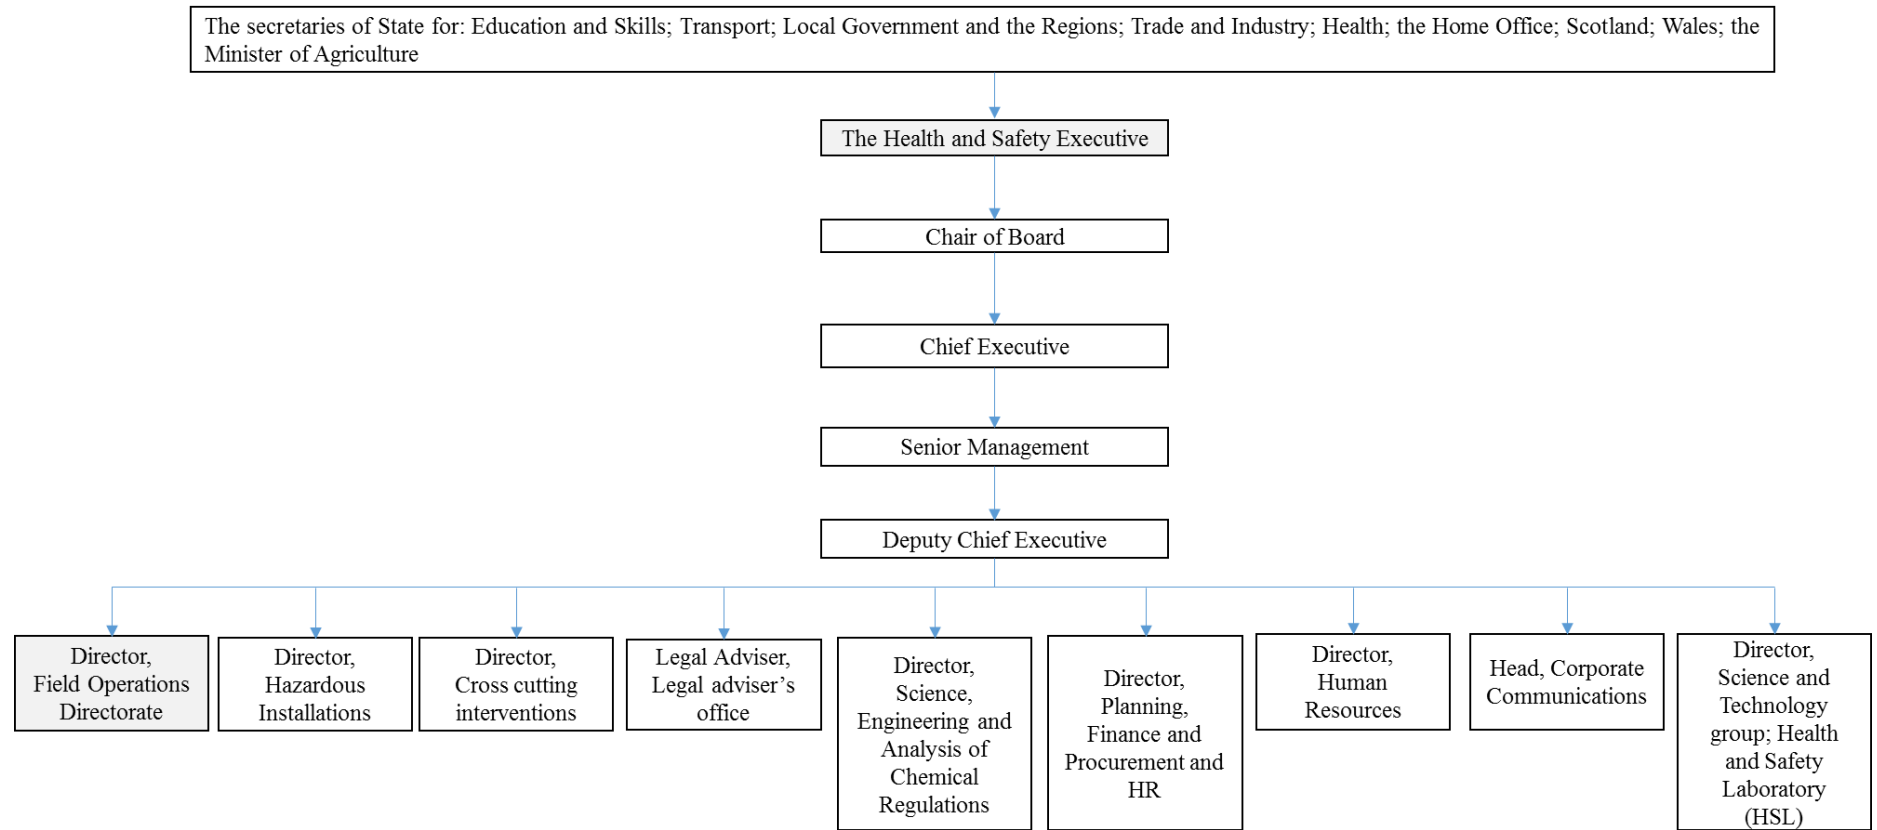 The secretaries of State for: Education and Skills; Transport; Local Government and the Regions; Trade and Industry; Health; the Home Office; Scotland; Wales; the
Minister of Agriculture
The Health and Safety Executive
Chair of Board
Chief Executive
Senior Management
Deputy Chief Executive
Director,
Field Operations
Directorate
Director,
Hazardous
Installations
Director,
Cross cutting
interventions
Legal Adviser,
Legal adviser’s
office
Director,
Science,
Engineering and
Analysis of
Chemical
Regulations
Director,
Planning,
Finance and
Procurement and
HR
Director,
Human
Resources
Head, Corporate
Communications
Director,
Science and
Technology
group; Health
and Safety
Laboratory
(HSL)